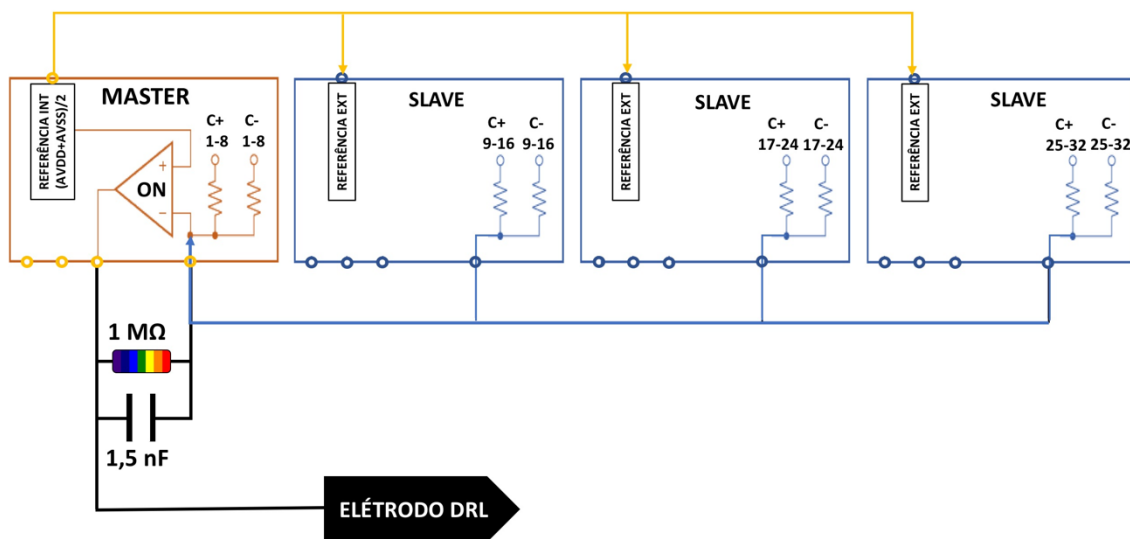 MASTER
REFERÊNCIA INT
(AVDD+AVSS)/2
+
ON
−
C+ C-
1-8 1-8
SLAVE
REFERÊNCIA EXT
C+ C-
9-16 9-16
SLAVE
REFERÊNCIA EXT
C+ C-
17-24 17-24
SLAVE
REFERÊNCIA EXT
C+ C-
25-32 25-32
1 MΩ
1,5 nF
ELÉTRODO DRL